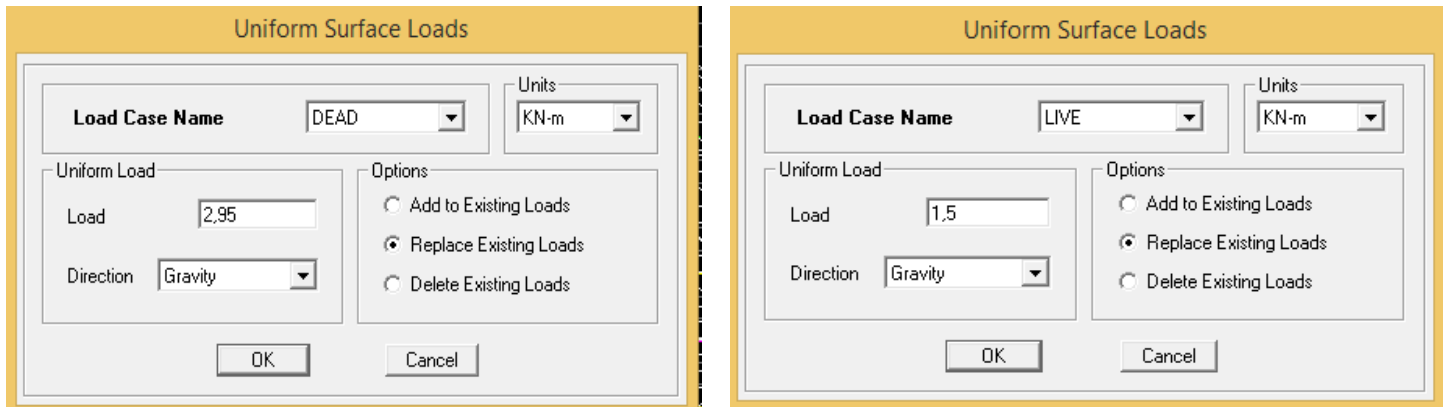 Uniform Surface Loads
Load Case Name
DEAD
Units
KN-m
Uniform Load
Load
2,95
Direction
Gravity
Options
Add to Existing Loads
Replace Existing Loads
Delete Existing Loads
OK
Cancel
Uniform Surface Loads
Load Case Name
LIVE
Units
KN-m
Uniform Load
Load
1,5
Direction
Gravity
Options
Add to Existing Loads
Replace Existing Loads
Delete Existing Loads
OK
Cancel